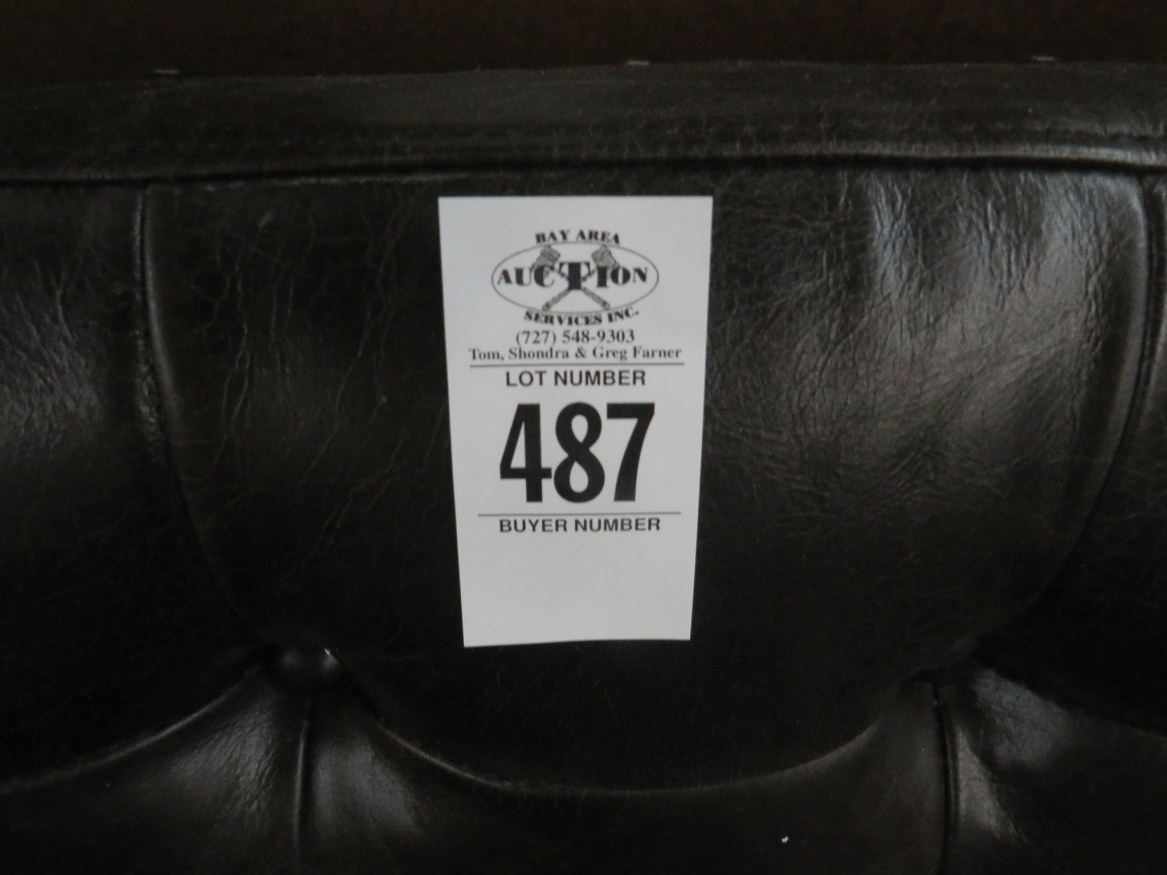 BAY AREA
AUCTION
SERVICES INC.
(727) 548-9303
Tom, Shondra & Greg Farner
LOT NUMBER
487
BUYER NUMBER